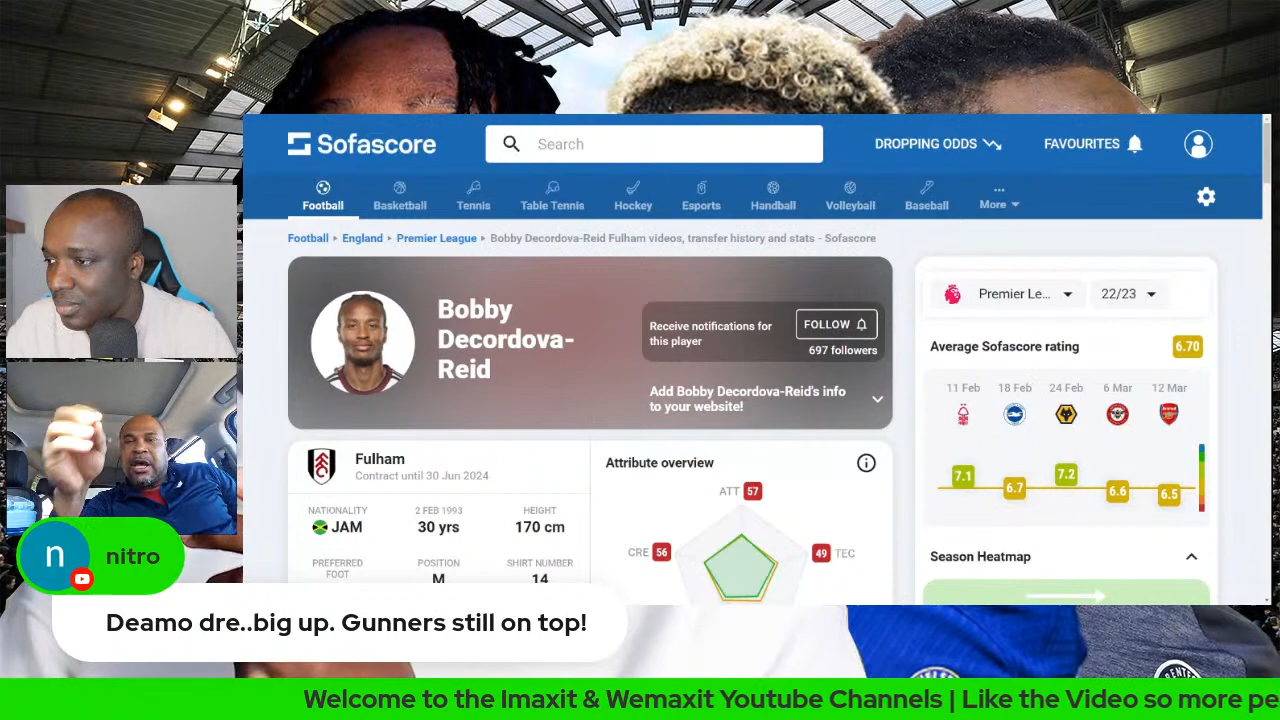 Sofascore
Search
DROPPING ODDS
FAVOURITES
Football
Basketball
Tennis
Table Tennis
Hockey
Esports
Handball
Volleyball
Baseball
More
Football
England
Premier League
Bobby Decordova-Reid Fulham videos, transfer history and stats - Sofascore
Bobby
Decordova-
Reid
Receive notifications for
this player
FOLLOW
697 followers
Add Bobby Decordova-Reid's info
to your website!
Premier Le...
22/23
Average Sofascore rating
6.70
11 Feb
18 Feb
24 Feb
6 Mar
12 Mar
7.1
6.7
7.2
6.6
6.5
Season Heatmap
Fulham
Contract until 30 Jun 2024
NATIONALITY
JAM
2 FEB 1993
30 yrs
HEIGHT
170 cm
PREFERRED
FOOT
POSITION
M
SHIRT NUMBER
14
Attribute overview
ATT 57
CRE 56
49 TEC
n
nitro
Deamo dre..big up. Gunners still on top!
Welcome to the Imaxit & Wemaxit Youtube Channels | Like the Video so more pe